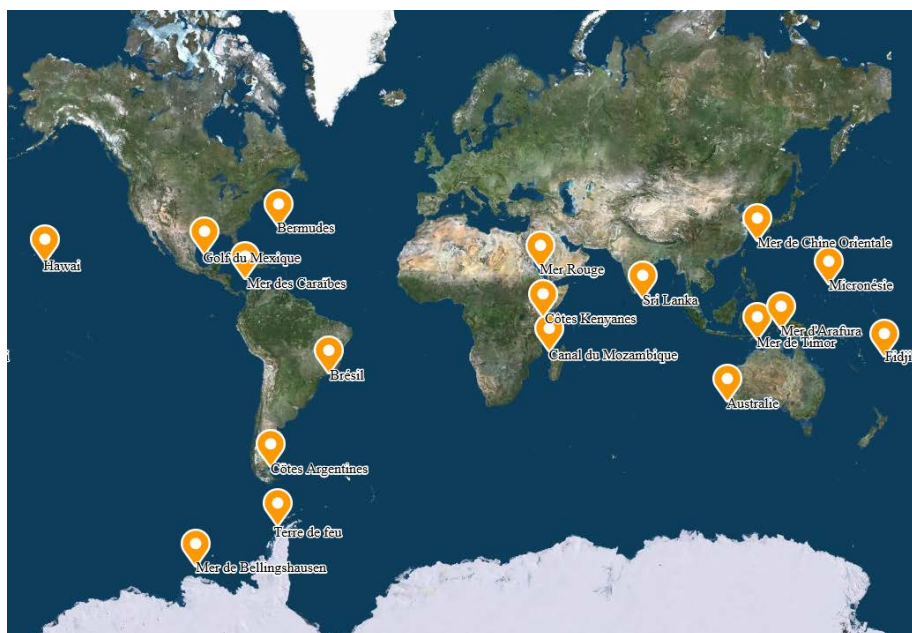 Bermudes
Mer de Chine Orientale
Golf du Mexique
Hawai
Mer Rouge
Mer des Caraïbes
Micronésie
Sri Lanka
Côtes Kenyanes
Mer d'Arafura
Mer de Timor
Canal du Mozambique
Fidji
i
Brésil
Australie
Côtes Argentines
Terre de feu
Mer de Bellingshausen